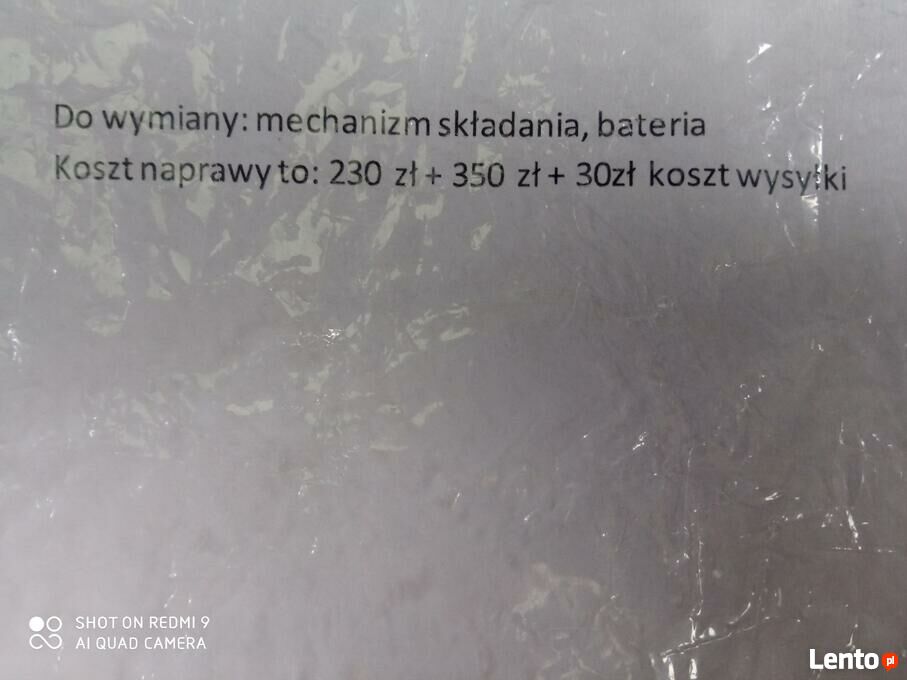 Do wymiany: mechanizm składania, bateria
Koszt naprawy to: 230 zł + 350 zł + 30zł koszt wysyłki
SHOT ON REDMI 9
AI QUAD CAMERA
Lento pl